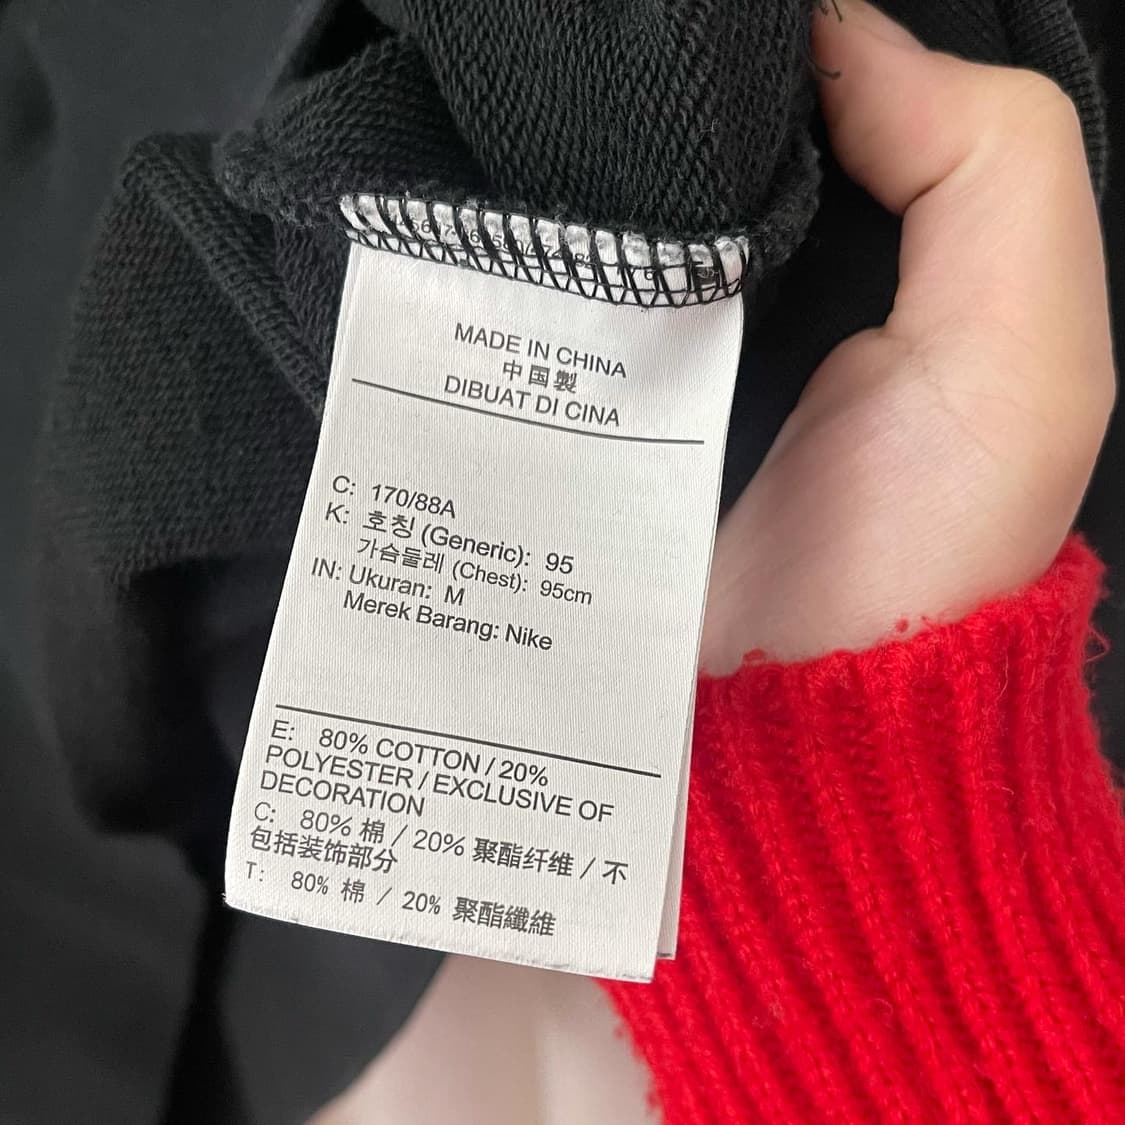 MADE IN CHINA
中国製
DIBUAT DI CINA
C: 170/88A
K: 호칭 (Generic): 95
가슴둘레 (Chest): 95cm
IN: Ukuran: M
Merek Barang: Nike
E: 80% COTTON / 20%
POLYESTER / EXCLUSIVE OF
DECORATION
C: 80% 棉 / 20% 聚酯纤维 / 不
包括装饰部分
T: 80% 棉 / 20% 聚酯纖維